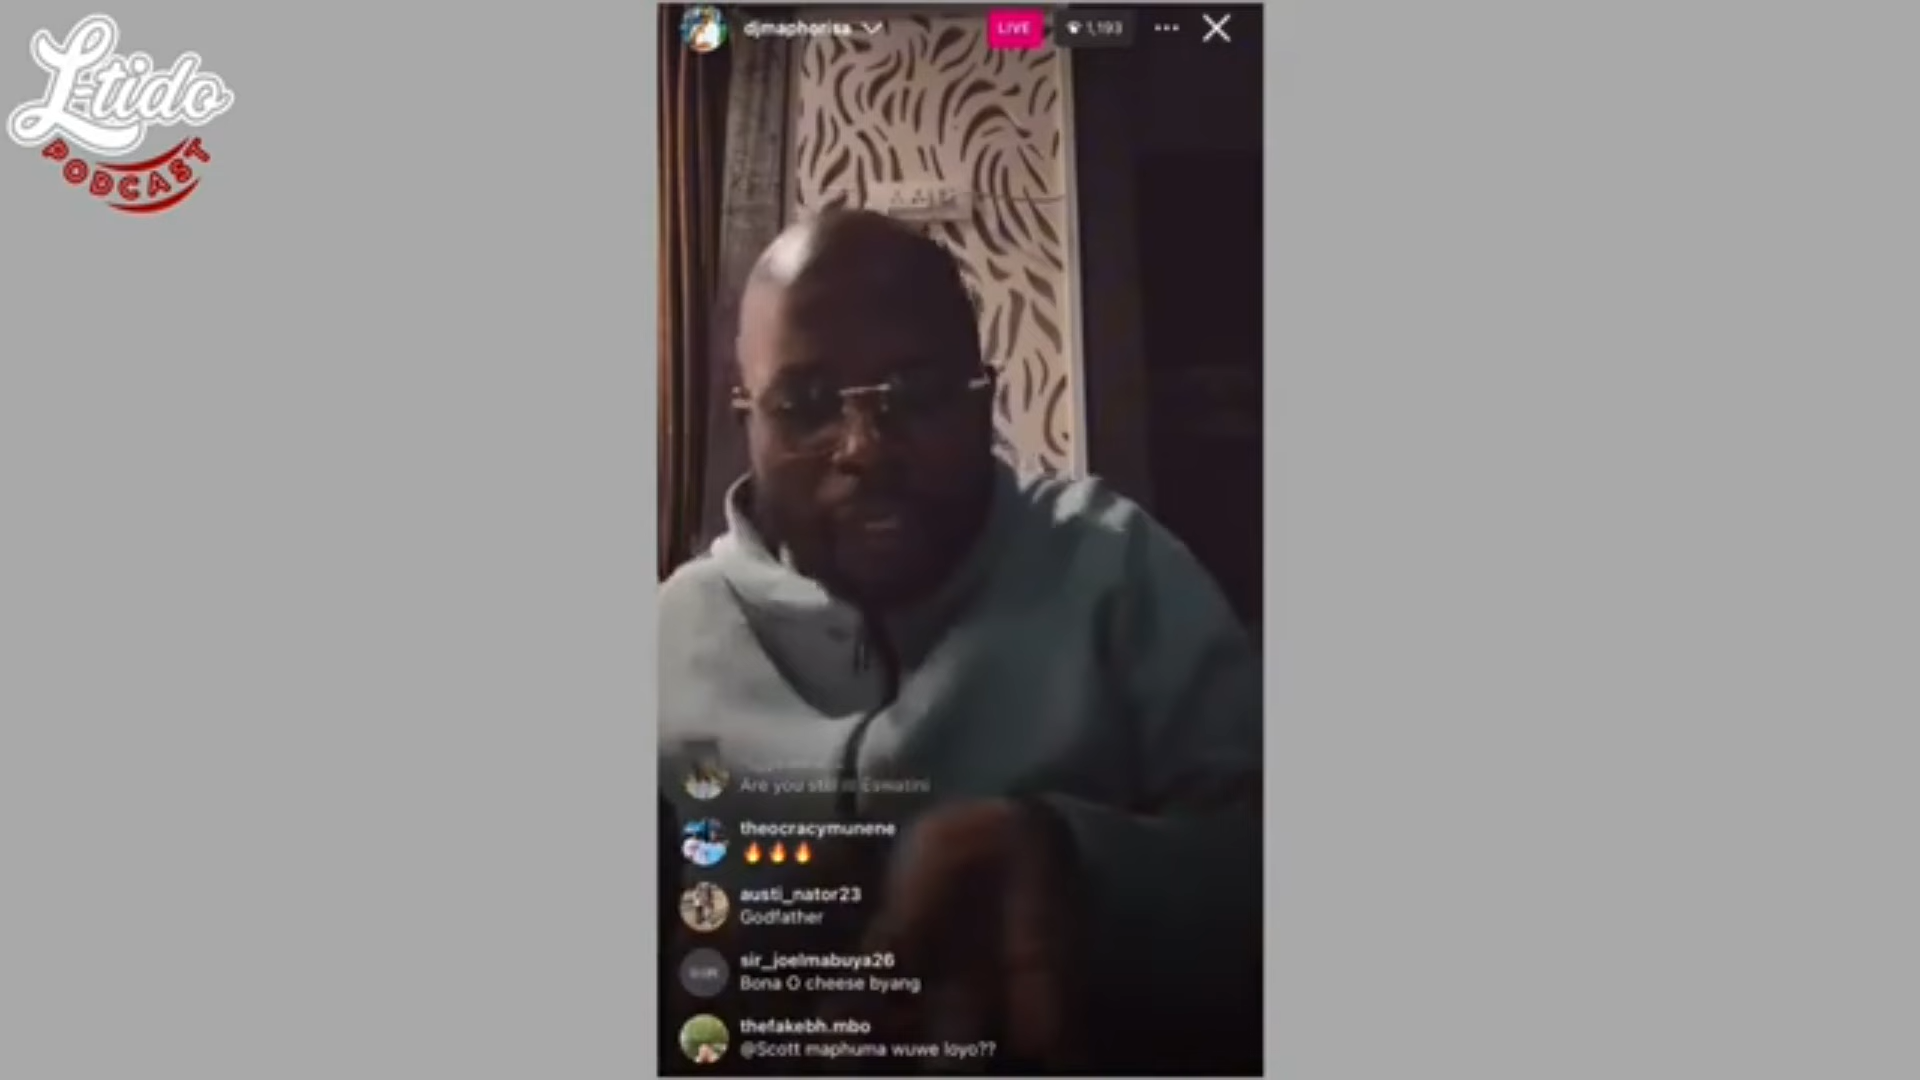 L-tido
PODCAST
djmaphorisa
LIVE
1,193
Are you still in Eswatini
theocracymunene
🔥🔥🔥
austi_nator23
Godfather
sir_joelmabuya26
Bona O cheese byang
thefakebh.mbo
@Scott maphuma wuwe loyo??